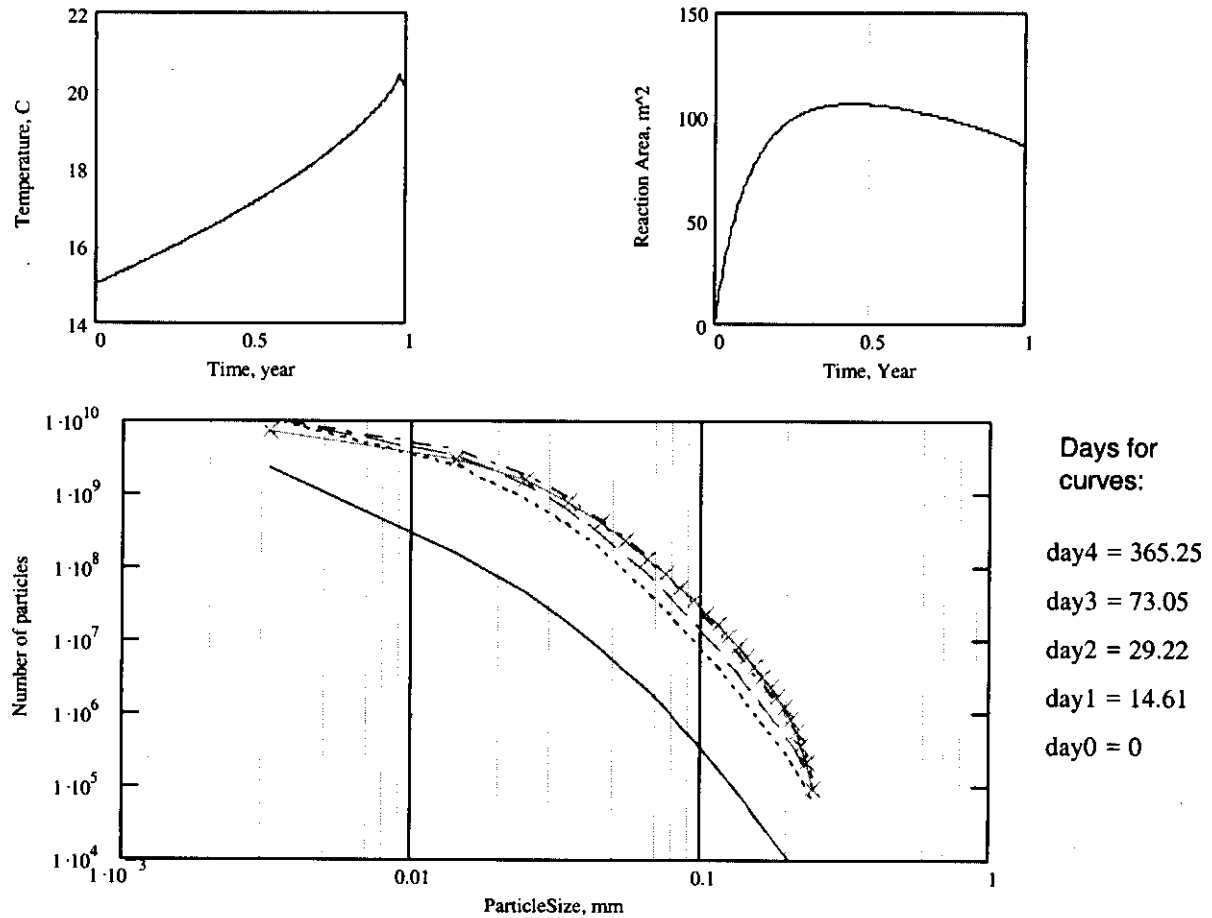 22
20
18
16
14
Temperature, C
0
0.5
1
Time, year
150
100
50
0
Reaction Area, m^2
0
0.5
1
Time, Year
1·10^10
1·10^9
1·10^8
1·10^7
1·10^6
1·10^5
1·10^4
Number of particles
1·10^-3
0.01
0.1
1
ParticleSize, mm
Days for
curves:
day4 = 365.25
day3 = 73.05
day2 = 29.22
day1 = 14.61
day0 = 0